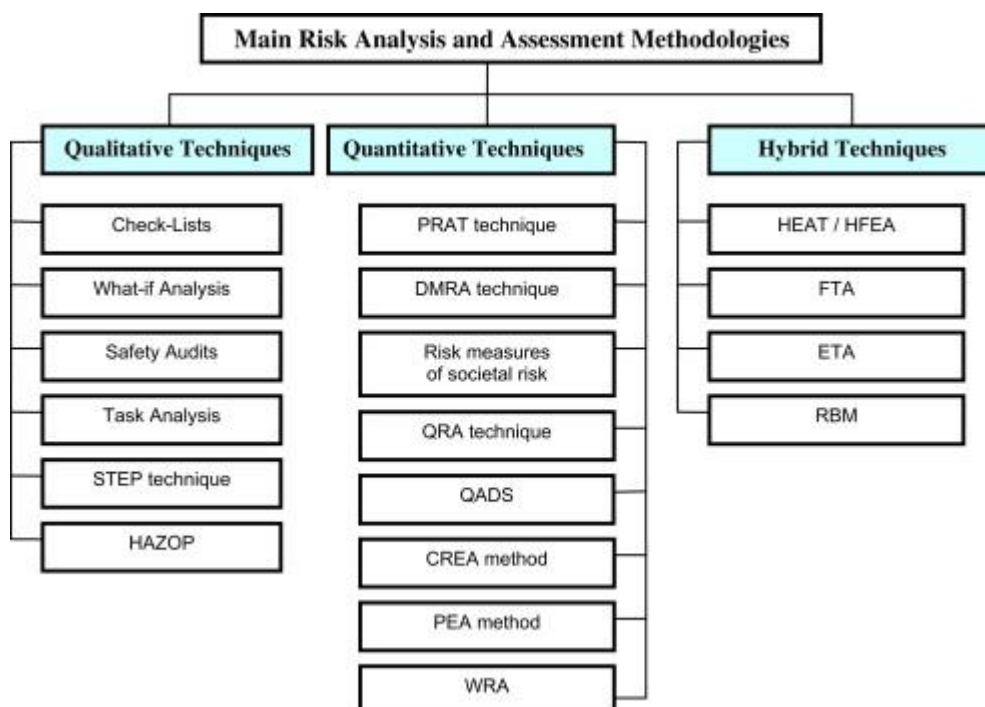 Main Risk Analysis and Assessment Methodologies
Qualitative Techniques
Check-Lists
What-if Analysis
Safety Audits
Task Analysis
STEP technique
HAZOP
Quantitative Techniques
PRAT technique
DMRA technique
Risk measures
of societal risk
QRA technique
QADS
CREA method
PEA method
WRA
Hybrid Techniques
HEAT / HFEA
FTA
ETA
RBM